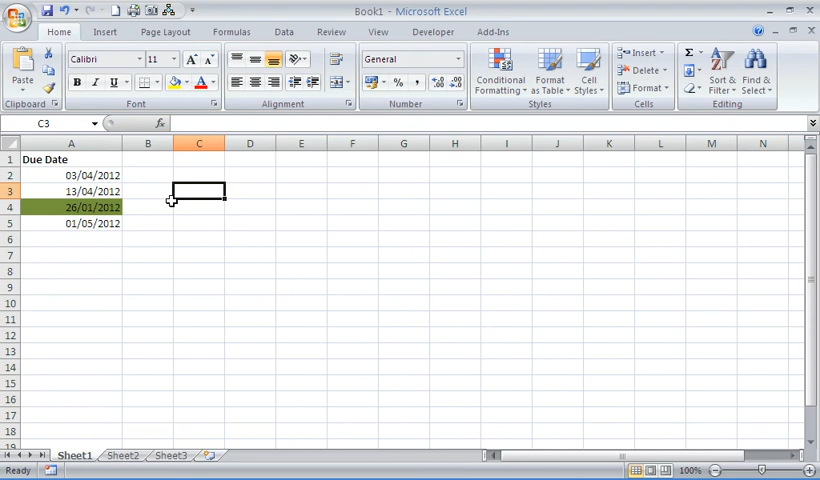 Book1 - Microsoft Excel
Home Insert Page Layout Formulas Data Review View Developer Add-Ins
Paste
Clipboard
Calibri 11
B I U
Font
Alignment
General
% ,
Number
Conditional Formatting
Format as Table
Cell Styles
Styles
Insert
Delete
Format
Cells
Σ
Sort & Filter
Find & Select
Editing
C3 fx
A B C D E F G H I J K L M N
1 Due Date
2 03/04/2012
3 13/04/2012
4 26/01/2012
5 01/05/2012
6
7
8
9
10
11
12
13
14
15
16
17
18
19
Sheet1 Sheet2 Sheet3
Ready 100%